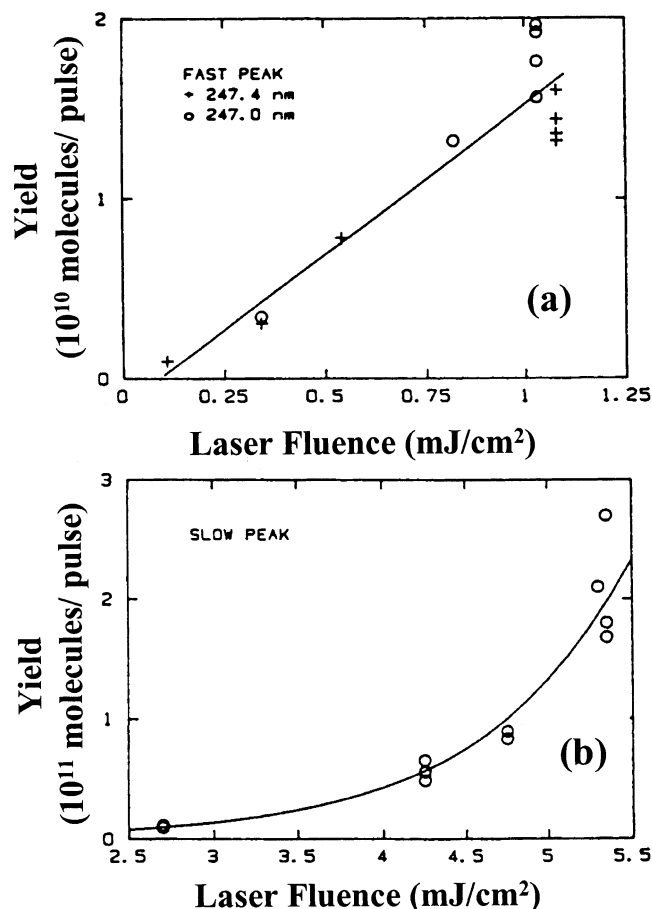 2
FAST PEAK
+ 247.4 nm
o 247.0 nm
1
Yield
(10¹⁰ molecules/ pulse)
(a)
0
0 0.25 0.5 0.75 1 1.25
Laser Fluence (mJ/cm²)
3
SLOW PEAK
2
Yield
(10¹¹ molecules/ pulse)
1
(b)
0
2.5 3 3.5 4 4.5 5 5.5
Laser Fluence (mJ/cm²)